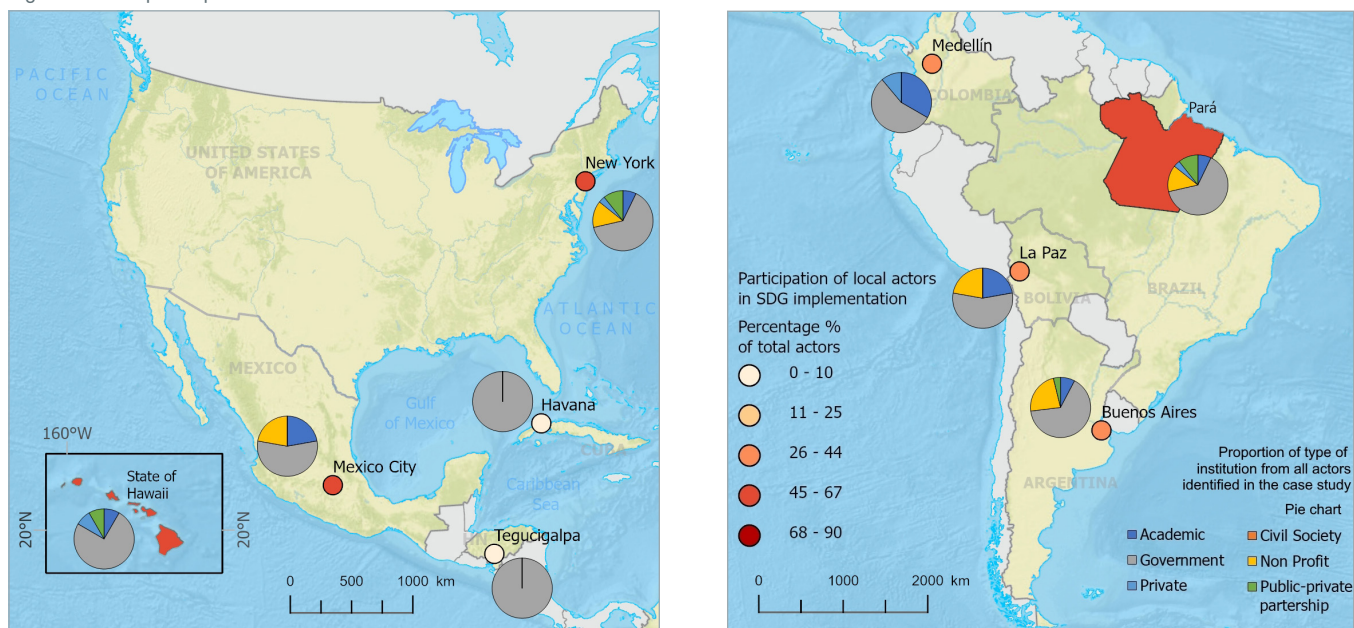 PACIFIC
OCEAN
UNITED STATES
OF AMERICA
New York
ATLANTIC
OCEAN
MEXICO
Gulf
of Mexico
Havana
CUBA
160°W
State of
Hawaii
20°N
20°N
Mexico City
Caribbean
Sea
Tegucigalpa
0 500 1000 km
Medellín
COLOMBIA
Pará
La Paz
BOLIVIA
BRAZIL
Participation of local actors
in SDG implementation
Percentage %
of total actors
0 - 10
11 - 25
26 - 44
45 - 67
68 - 90
Buenos Aires
ARGENTINA
0 1000 2000 km
Proportion of type of
institution from all actors
identified in the case study
Pie chart
Academic
Civil Society
Government
Non Profit
Private
Public-private
partership